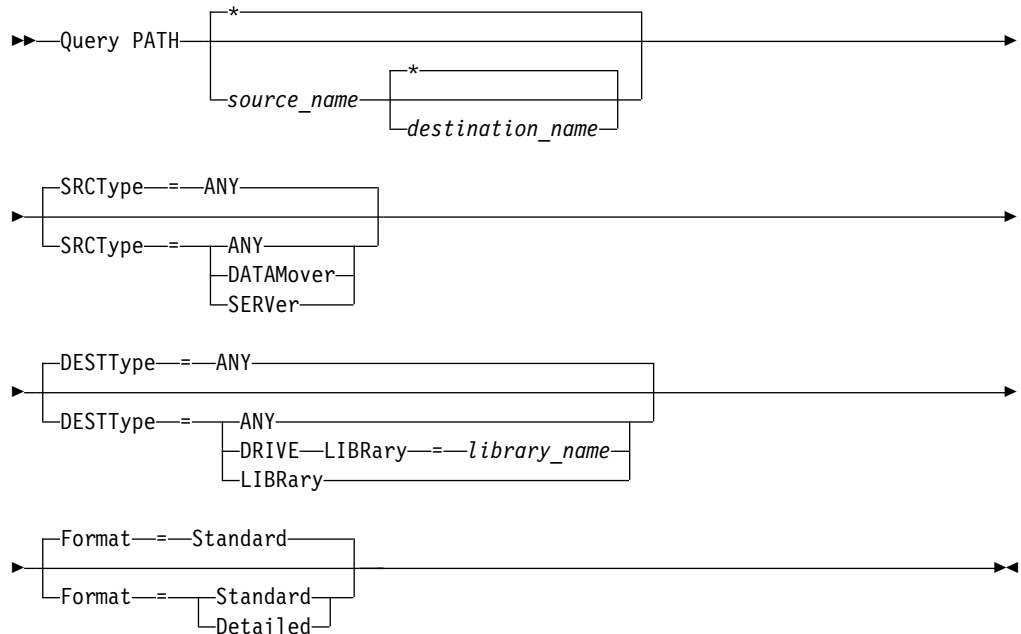 *
Query PATH
*
source_name
destination_name
SRCType = ANY
SRCType = ANY
DATAMover
SERVer
DESTType = ANY
DESTType = ANY
DRIVE LIBRary = library_name
LIBRary
Format = Standard
Format = Standard
Detailed